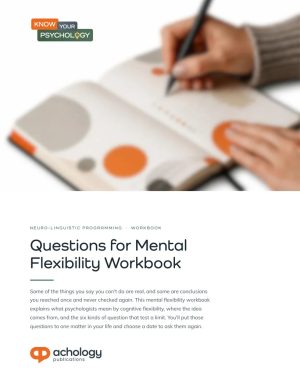 KNOW YOUR
PSYCHOLOGY
NEURO-LINGUISTIC PROGRAMMING · WORKBOOK
Questions for Mental
Flexibility Workbook
Some of the things you say you can't do are real, and some are conclusions
you reached once and never checked again. This mental flexibility workbook
explains what psychologists mean by cognitive flexibility, where the idea
comes from, and the six kinds of question that test a limit. You'll put those
questions to one matter in your life and choose a date to ask them again.
achology
publications